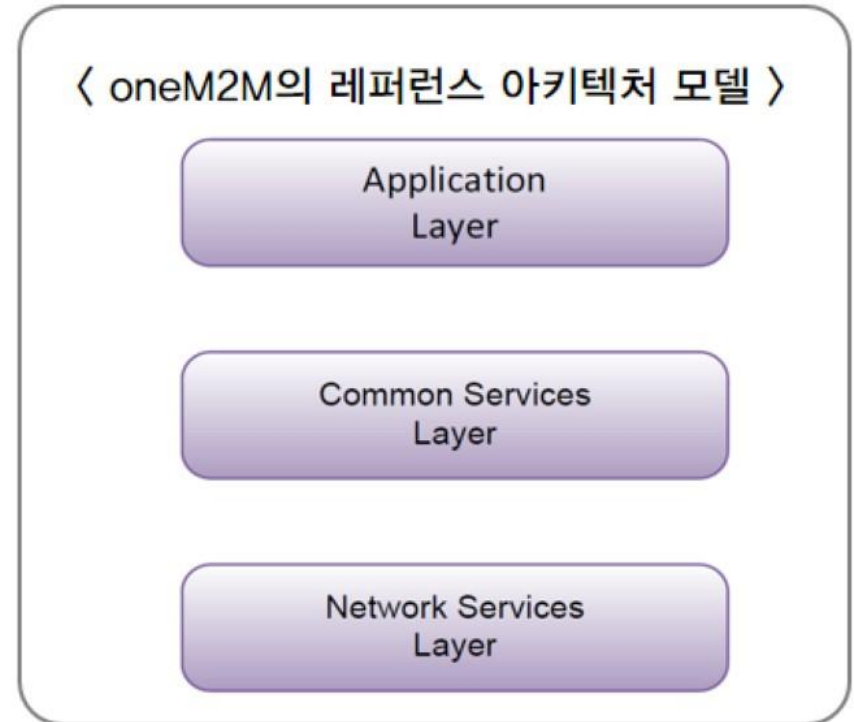 〈 oneM2M의 레퍼런스 아키텍처 모델 〉
Application
Layer
Common Services
Layer
Network Services
Layer